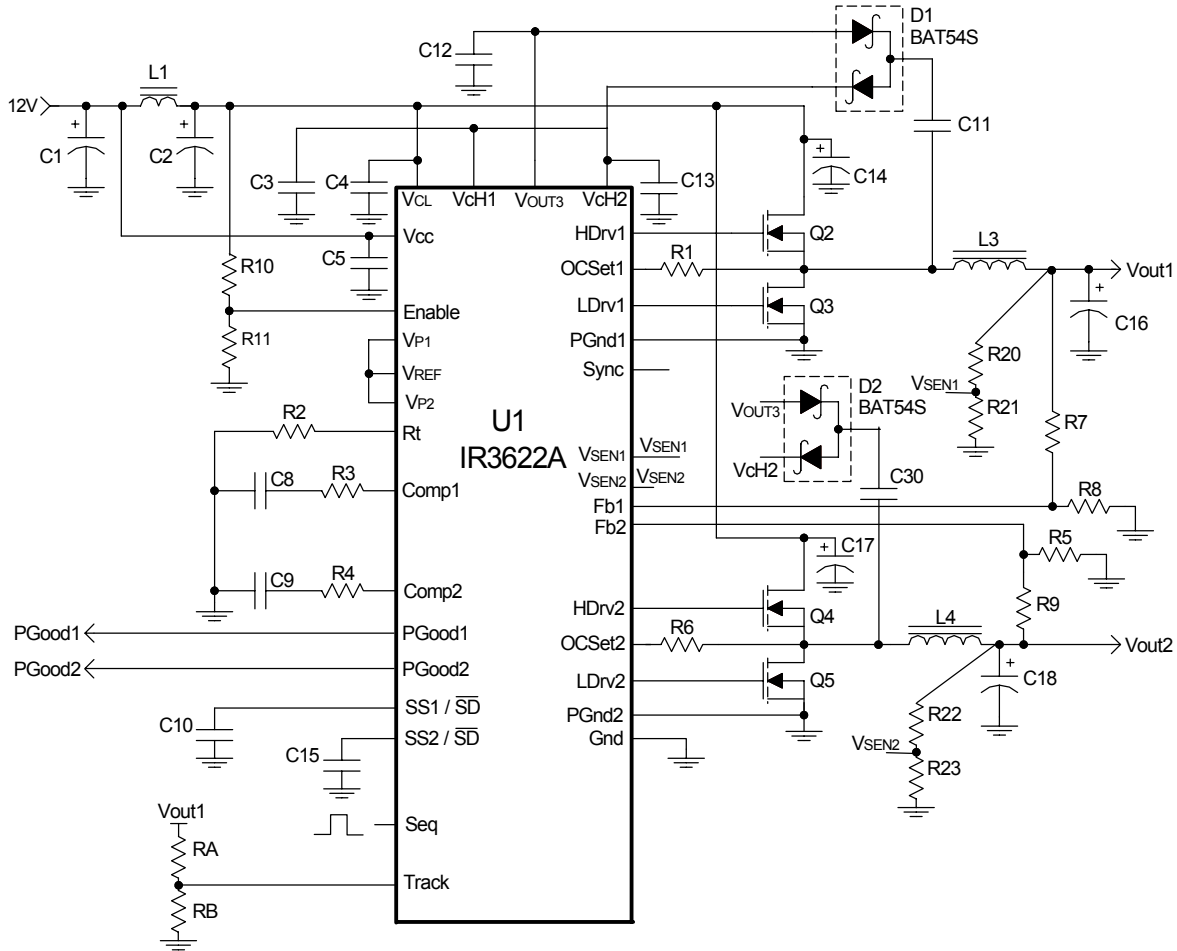 D1
BAT54S
C12
L1
12V
C11
C1
C2
C3
C4
C13
C14
VCL
VcH1
VOUT3
VcH2
Vcc
HDrv1
Q2
L3
C5
R10
OCSet1
R1
Vout1
Enable
LDrv1
Q3
C16
R11
VP1
PGnd1
R20
VREF
Sync
D2
BAT54S
VSEN1
VP2
VOUT3
R21
R7
R2
Rt
U1
IR3622A
VSEN1
VSEN1
VcH2
C8
R3
Comp1
VSEN2
VSEN2
C30
Fb1
R8
Fb2
C17
R5
C9
R4
Comp2
HDrv2
Q4
R9
PGood1
PGood1
OCSet2
R6
L4
Vout2
PGood2
PGood2
LDrv2
Q5
C18
C10
SS1 / SD
PGnd2
R22
C15
SS2 / SD
Gnd
VSEN2
R23
Vout1
Seq
RA
Track
RB